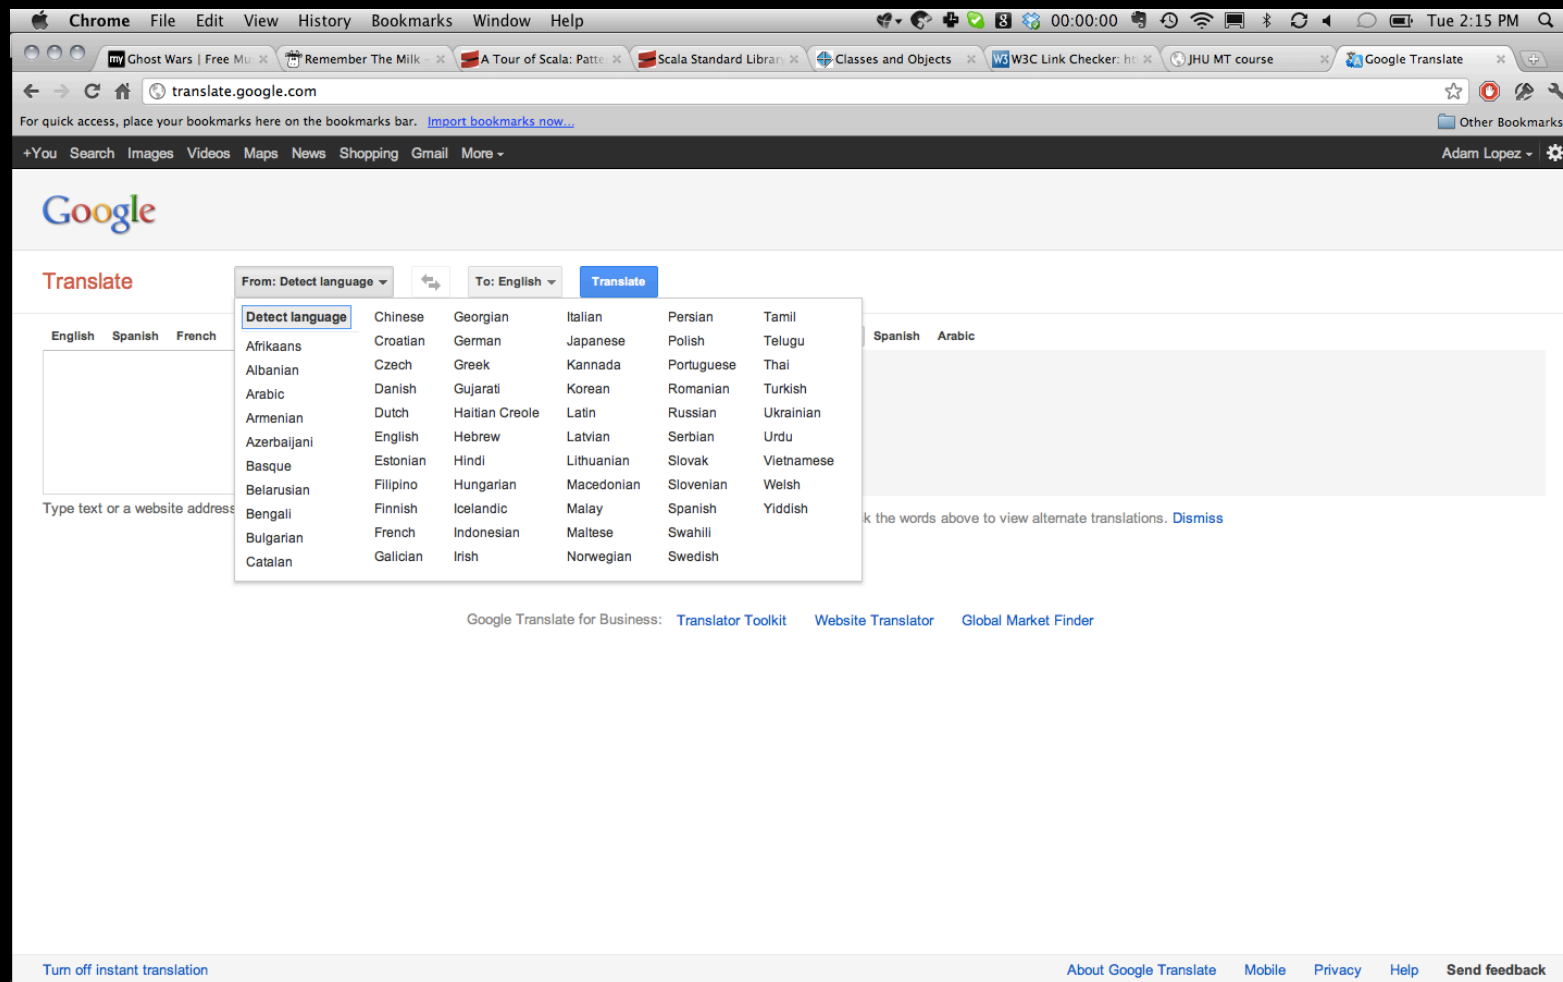 Chrome File Edit View History Bookmarks Window Help 00:00:00 Tue 2:15 PM
Ghost Wars | Free Mu Remember The Milk – A Tour of Scala: Patte Scala Standard Librar Classes and Objects W3C Link Checker: ht JHU MT course Google Translate
translate.google.com
For quick access, place your bookmarks here on the bookmarks bar. Import bookmarks now... Other Bookmarks
+You Search Images Videos Maps News Shopping Gmail More Adam Lopez
Google
Translate From: Detect language To: English Translate
English Spanish French Spanish Arabic
Detect language
Afrikaans
Albanian
Arabic
Armenian
Azerbaijani
Basque
Belarusian
Bengali
Bulgarian
Catalan
Chinese
Croatian
Czech
Danish
Dutch
English
Estonian
Filipino
Finnish
French
Galician
Georgian
German
Greek
Gujarati
Haitian Creole
Hebrew
Hindi
Hungarian
Icelandic
Indonesian
Irish
Italian
Japanese
Kannada
Korean
Latin
Latvian
Lithuanian
Macedonian
Malay
Maltese
Norwegian
Persian
Polish
Portuguese
Romanian
Russian
Serbian
Slovak
Slovenian
Spanish
Swahili
Swedish
Tamil
Telugu
Thai
Turkish
Ukrainian
Urdu
Vietnamese
Welsh
Yiddish
Type text or a website address k the words above to view alternate translations. Dismiss
Google Translate for Business: Translator Toolkit Website Translator Global Market Finder
Turn off instant translation About Google Translate Mobile Privacy Help Send feedback